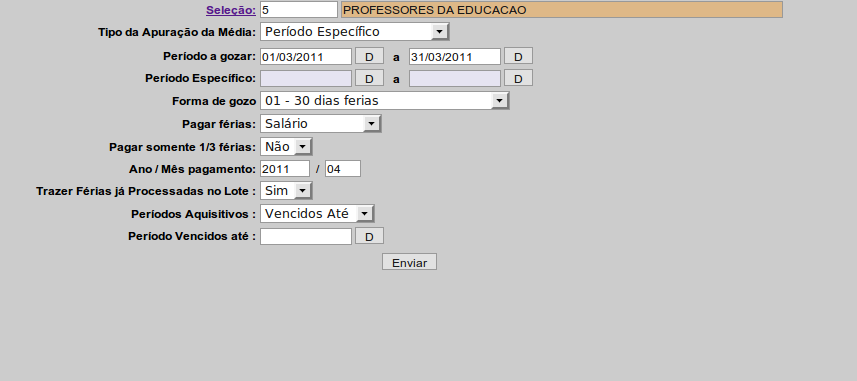 Seleção: 5 PROFESSORES DA EDUCACAO
Tipo da Apuração da Média: Período Específico
Período a gozar: 01/03/2011 D a 31/03/2011 D
Período Específico: D a D
Forma de gozo 01 - 30 dias ferias
Pagar férias: Salário
Pagar somente 1/3 férias: Não
Ano / Mês pagamento: 2011 / 04
Trazer Férias já Processadas no Lote : Sim
Períodos Aquisitivos : Vencidos Até
Período Vencidos até : D
Enviar